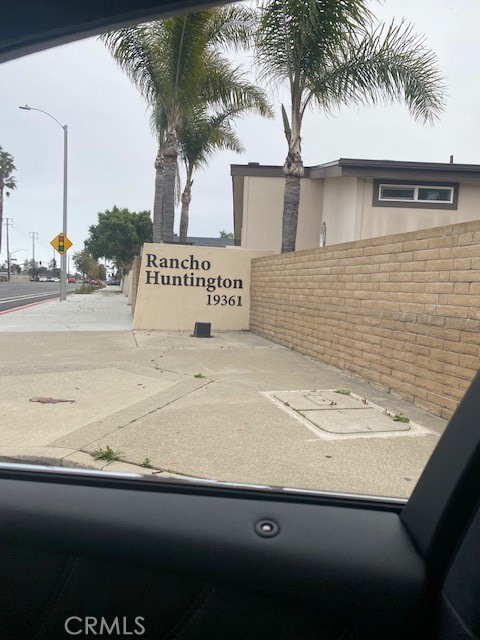 Rancho
Huntington
19361
CRMLS